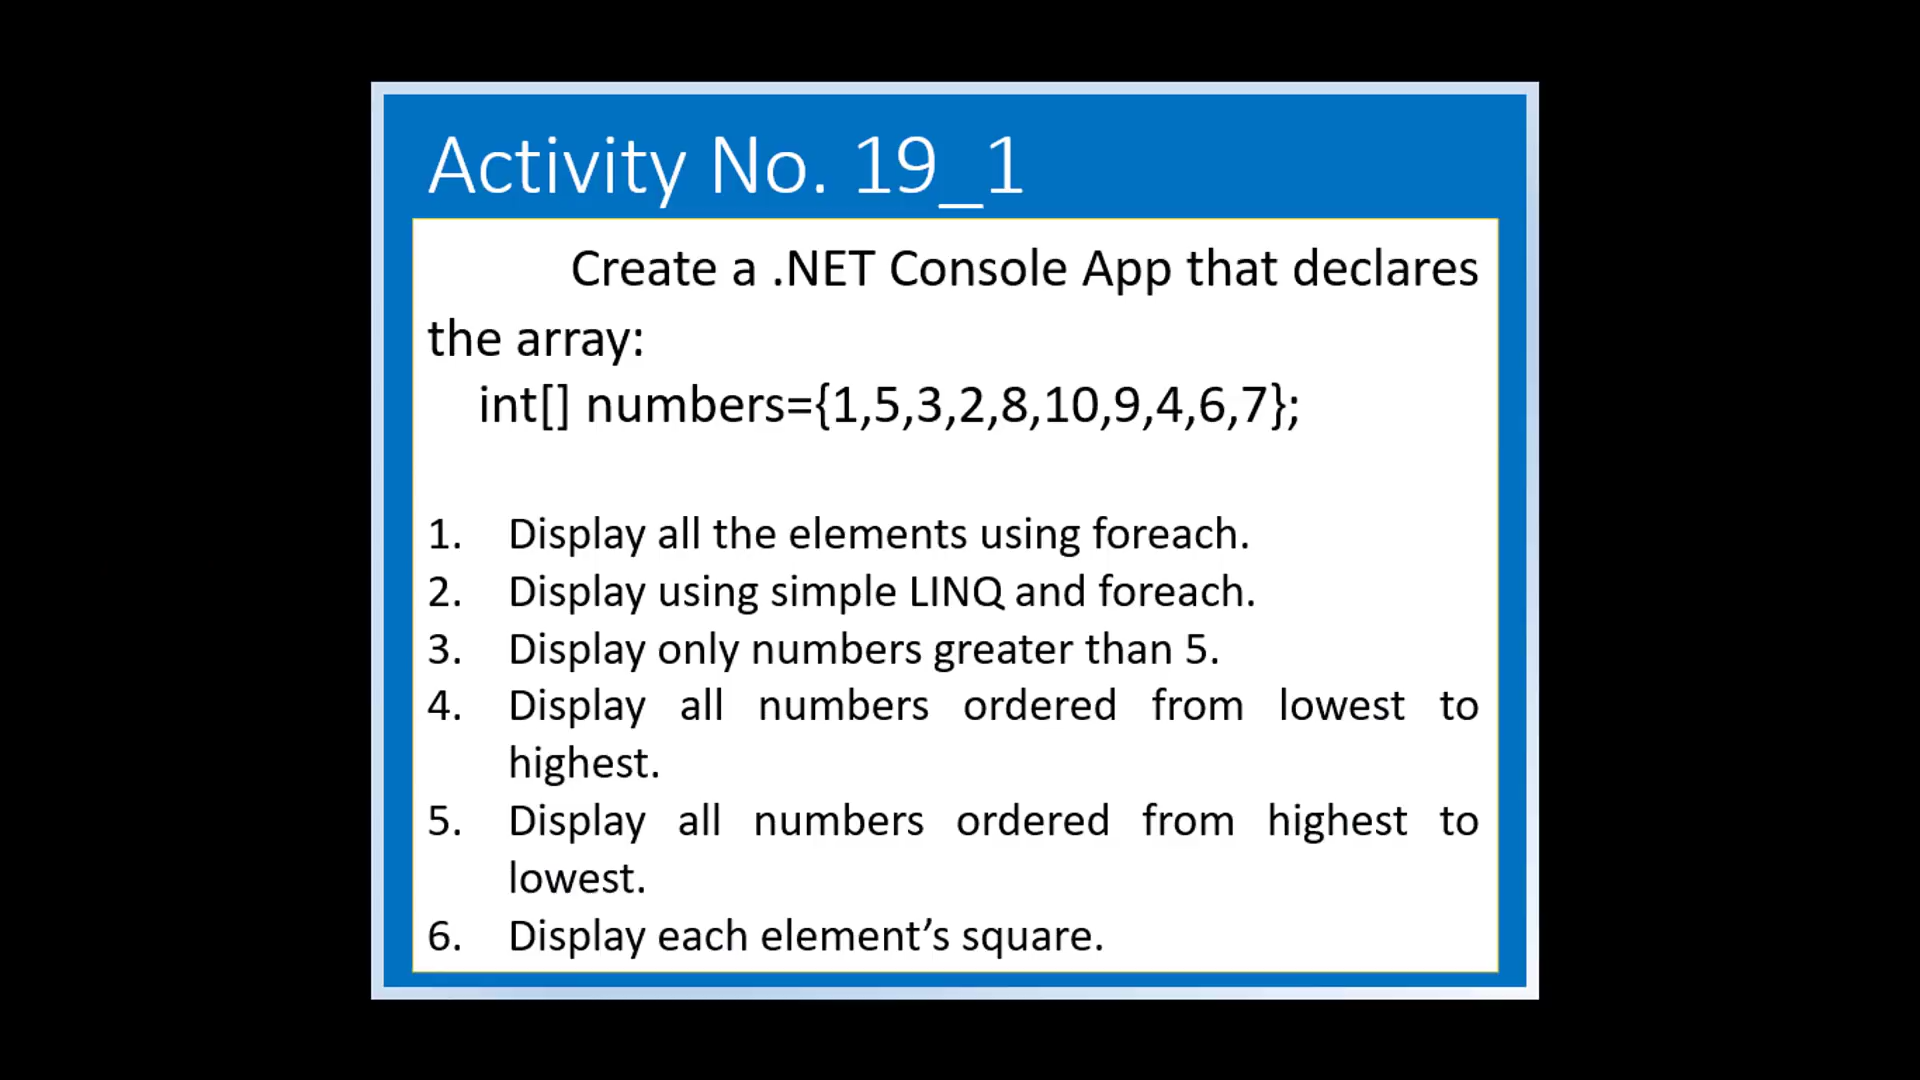 Activity No. 19_1
Create a .NET Console App that declares
the array:
int[] numbers={1,5,3,2,8,10,9,4,6,7};
1. Display all the elements using foreach.
2. Display using simple LINQ and foreach.
3. Display only numbers greater than 5.
4. Display all numbers ordered from lowest to
highest.
5. Display all numbers ordered from highest to
lowest.
6. Display each element’s square.